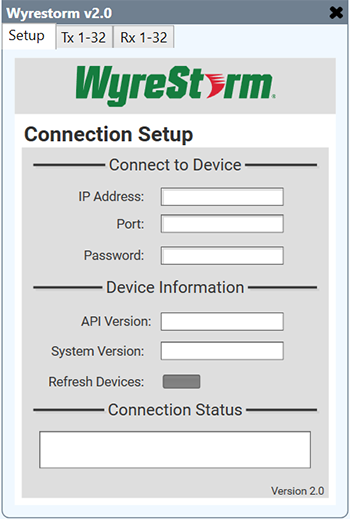 Wyrestorm v2.0
Setup Tx 1-32 Rx 1-32
WyreStorm.
Connection Setup
Connect to Device
IP Address:
Port:
Password:
Device Information
API Version:
System Version:
Refresh Devices:
Connection Status
Version 2.0